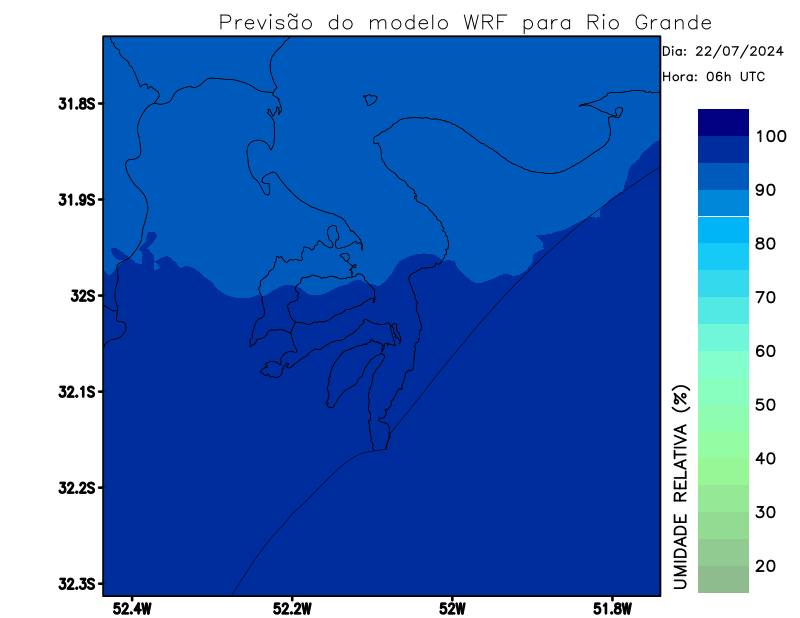 Previsão do modelo WRF para Rio Grande
Dia: 22/07/2024
Hora: 06h UTC
31.8S
31.9S
32S
32.1S
32.2S
32.3S
52.4W
52.2W
52W
51.8W
UMIDADE RELATIVA (%)
100
90
80
70
60
50
40
30
20